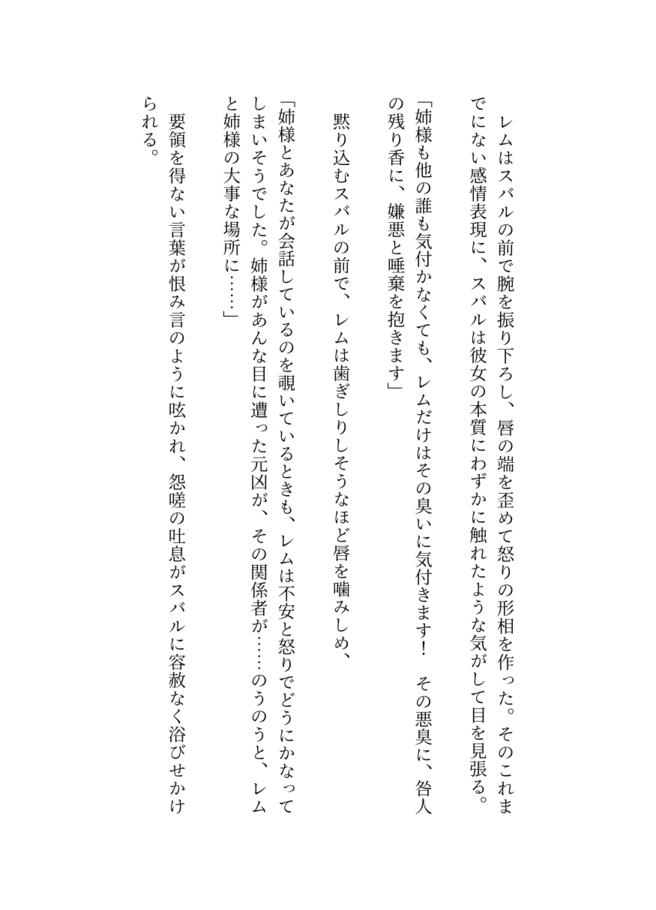 レムはスバルの前で腕を振り下ろし、唇の端を歪めて怒りの形相を作った。そのこれま
でにない感情表現に、スバルは彼女の本質にわずかに触れたような気がして目を見張る。
「姉様も他の誰も気付かなくても、レムだけはその臭いに気付きます！　その悪臭に、咎人
の残り香に、嫌悪と唾棄を抱きます」
　黙り込むスバルの前で、レムは歯ぎしりしそうなほど唇を噛みしめ、
「姉様とあなたが会話しているのを覗いているときも、レムは不安と怒りでどうにかなって
しまいそうでした。姉様があんな目に遭った元凶が、その関係者が……のうのうと、レム
と姉様の大事な場所に……」
　要領を得ない言葉が恨み言のように呟かれ、怨嗟の吐息がスバルに容赦なく浴びせかけ
られる。